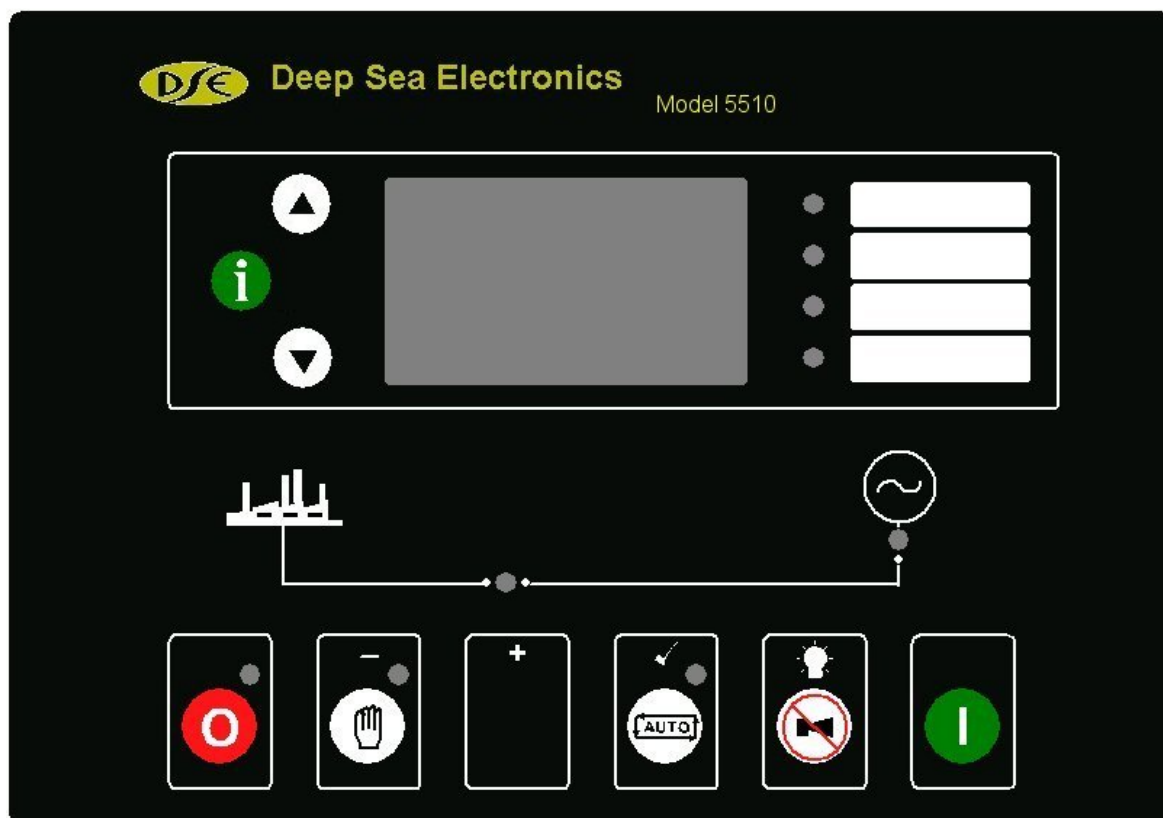 DSE Deep Sea Electronics
Model 5510
i
− + ✓
O AUTO I